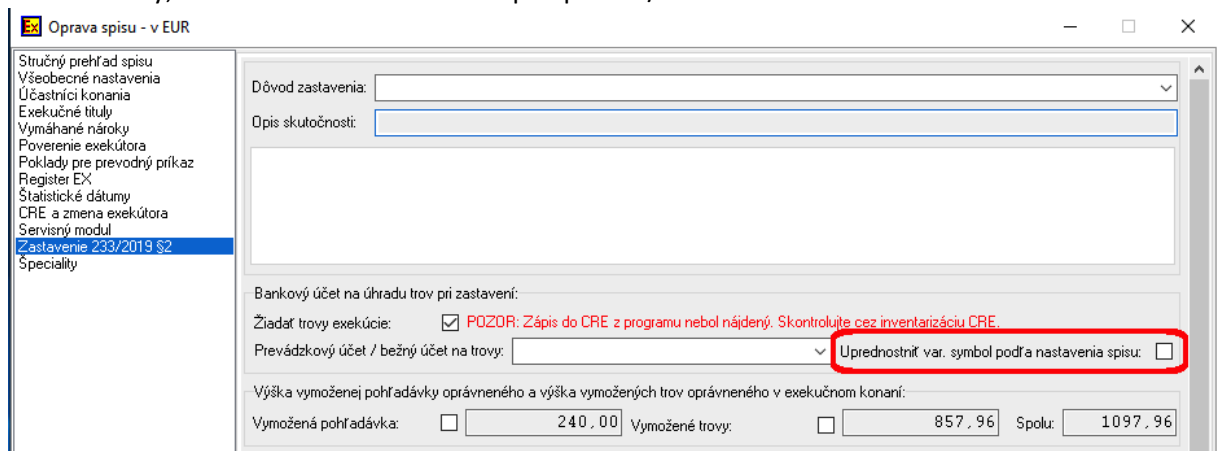 Ex Oprava spisu - v EUR
Stručný prehľad spisu
Všeobecné nastavenia
Účastníci konania
Exekučné tituly
Vymáhané nároky
Poverenie exekútora
Poklady pre prevodný príkaz
Register EX
Štatistické dátumy
CRE a zmena exekútora
Servisný modul
Zastavenie 233/2019 §2
Špeciality
Dôvod zastavenia:
Opis skutočnosti:
Bankový účet na úhradu trov pri zastavení:
Žiadať trovy exekúcie: POZOR: Zápis do CRE z programu nebol nájdený. Skontrolujte cez inventarizáciu CRE.
Prevádzkový účet / bežný účet na trovy: Uprednostniť var. symbol podľa nastavenia spisu:
Výška vymoženej pohľadávky oprávneného a výška vymožených trov oprávneného v exekučnom konaní:
Vymožená pohľadávka: 240,00 Vymožené trovy: 857,96 Spolu: 1097,96